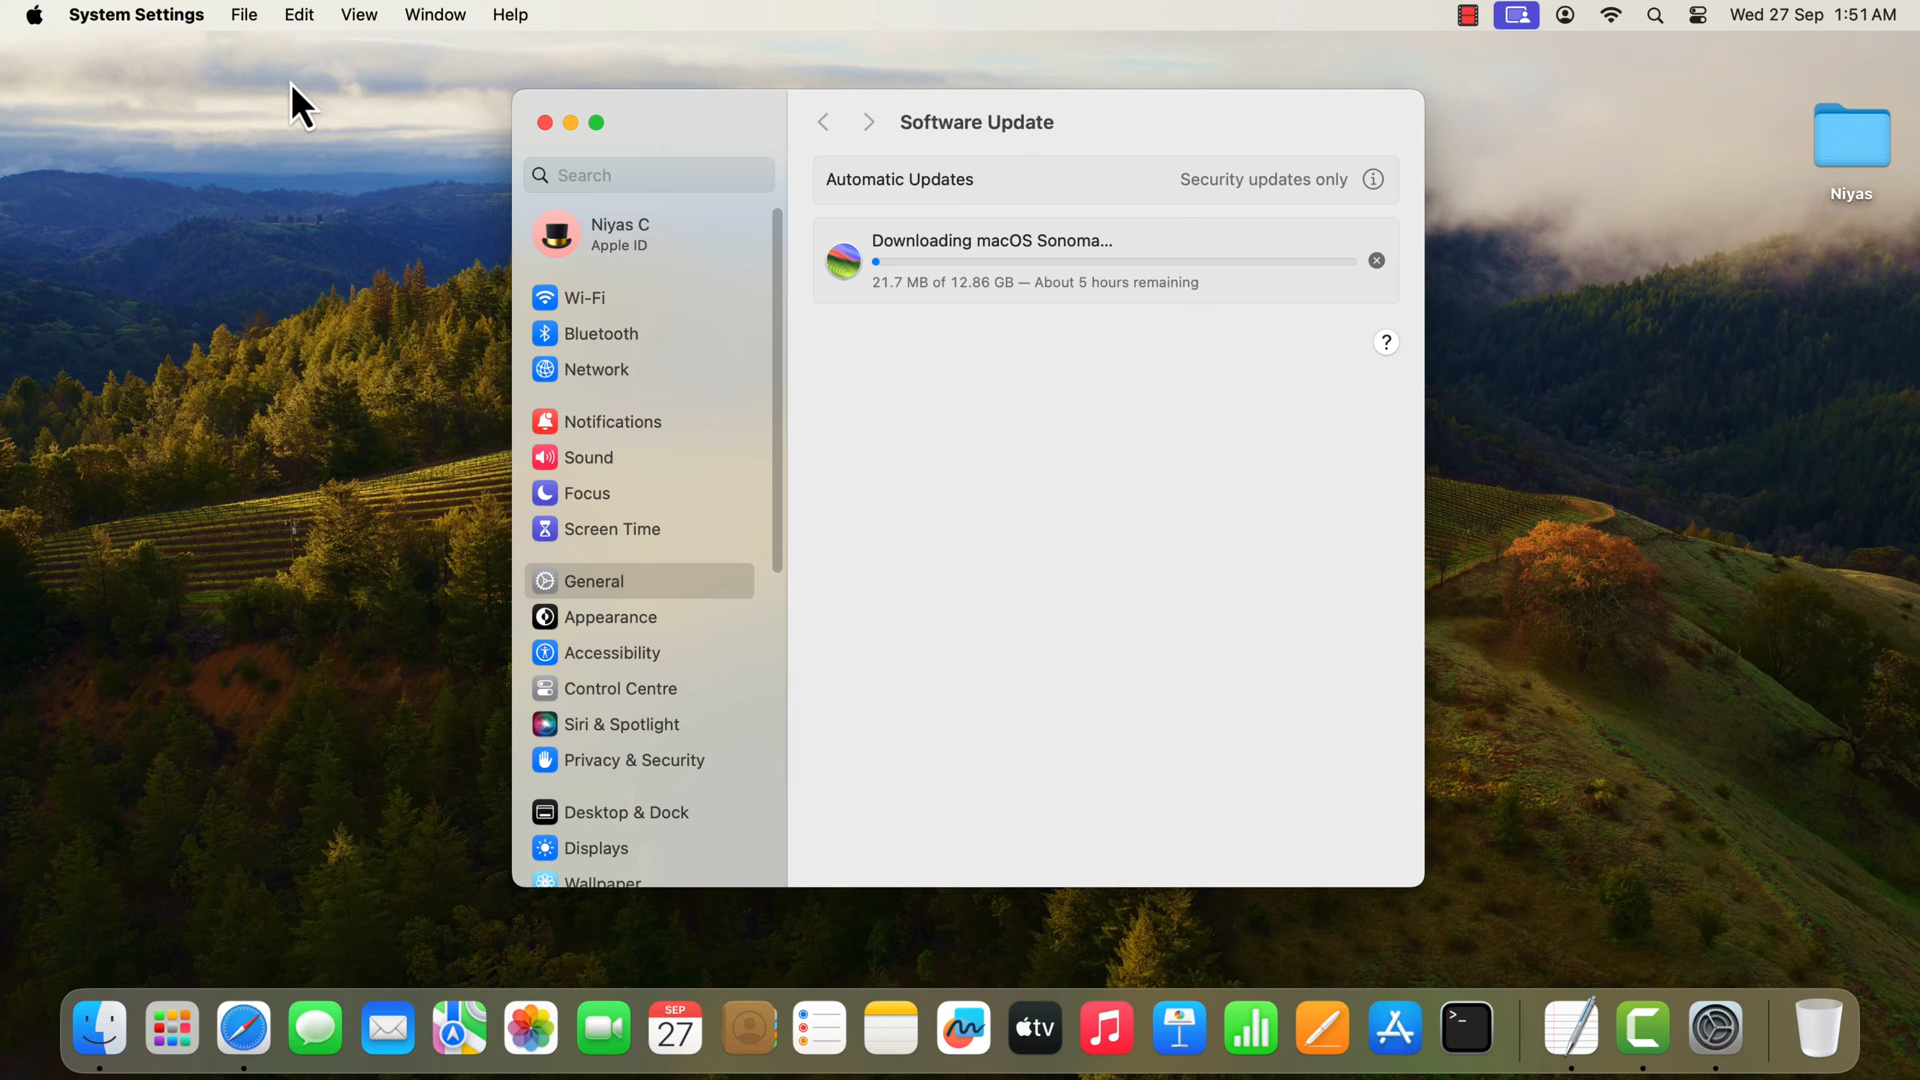 System Settings File Edit View Window Help Wed 27 Sep 1:51 AM
Niyas
Software Update
Search
Automatic Updates Security updates only
Niyas C
Apple ID
Downloading macOS Sonoma...
21.7 MB of 12.86 GB — About 5 hours remaining
?
Wi-Fi
Bluetooth
Network
Notifications
Sound
Focus
Screen Time
General
Appearance
Accessibility
Control Centre
Siri & Spotlight
Privacy & Security
Desktop & Dock
Displays
Wallpaper
SEP
27
tv
>_